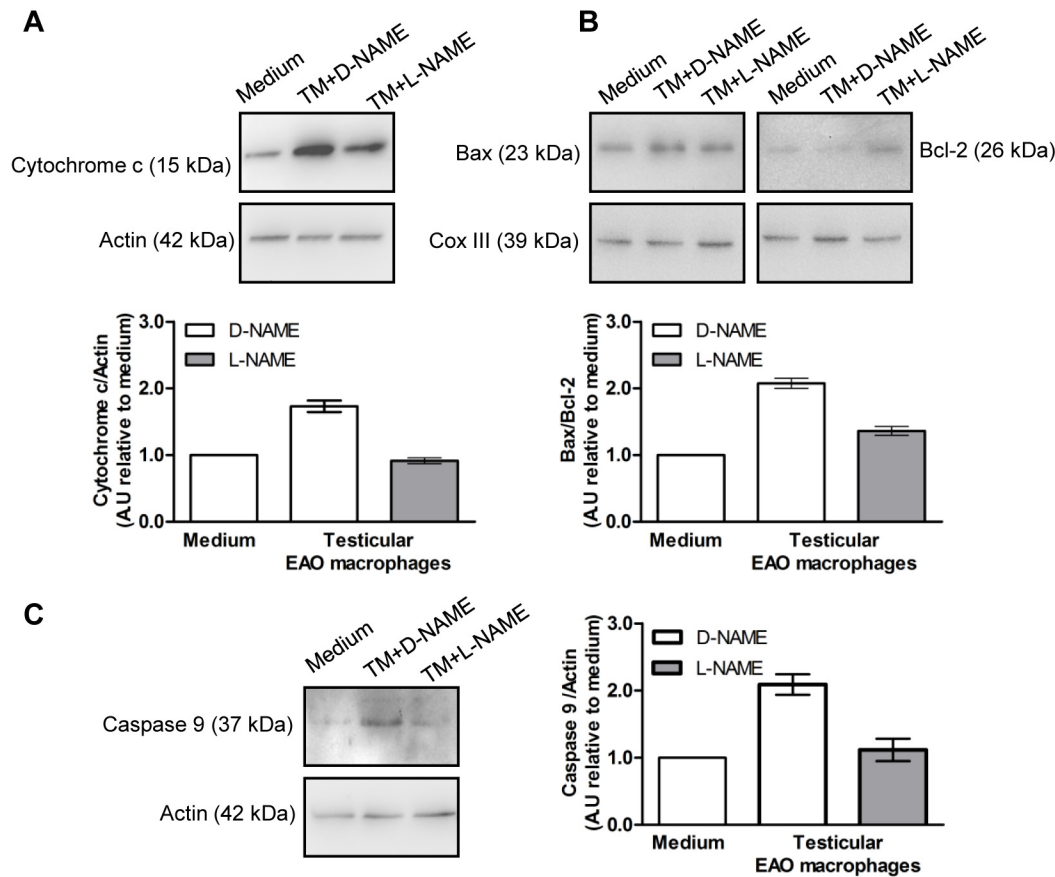 A
Medium
TM+D-NAME
TM+L-NAME
Cytochrome c (15 kDa)
Actin (42 kDa)
3.0
2.0
1.0
0.0
Cytochrome c/Actin
(A.U relative to medium)
D-NAME
L-NAME
Medium
Testicular
EAO macrophages
B
Medium
TM+D-NAME
TM+L-NAME
Medium
TM+D-NAME
TM+L-NAME
Bax (23 kDa)
Bcl-2 (26 kDa)
Cox III (39 kDa)
3.0
2.0
1.0
0.0
Bax/Bcl-2
(A.U relative to medium)
D-NAME
L-NAME
Medium
Testicular
EAO macrophages
C
Medium
TM+D-NAME
TM+L-NAME
Caspase 9 (37 kDa)
Actin (42 kDa)
3.0
2.0
1.0
0.0
Caspase 9 /Actin
(A.U relative to medium)
D-NAME
L-NAME
Medium
Testicular
EAO macrophages